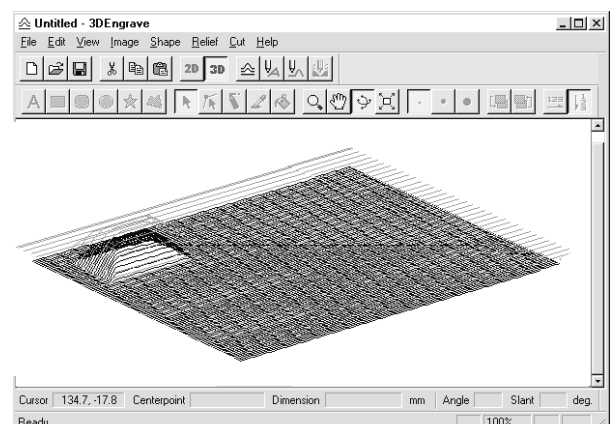 Untitled - 3DEngrave
File Edit View Image Shape Relief Cut Help
2D 3D
A 123
Cursor 134.7, -17.8 Centerpoint Dimension mm Angle Slant deg.
Ready 100%